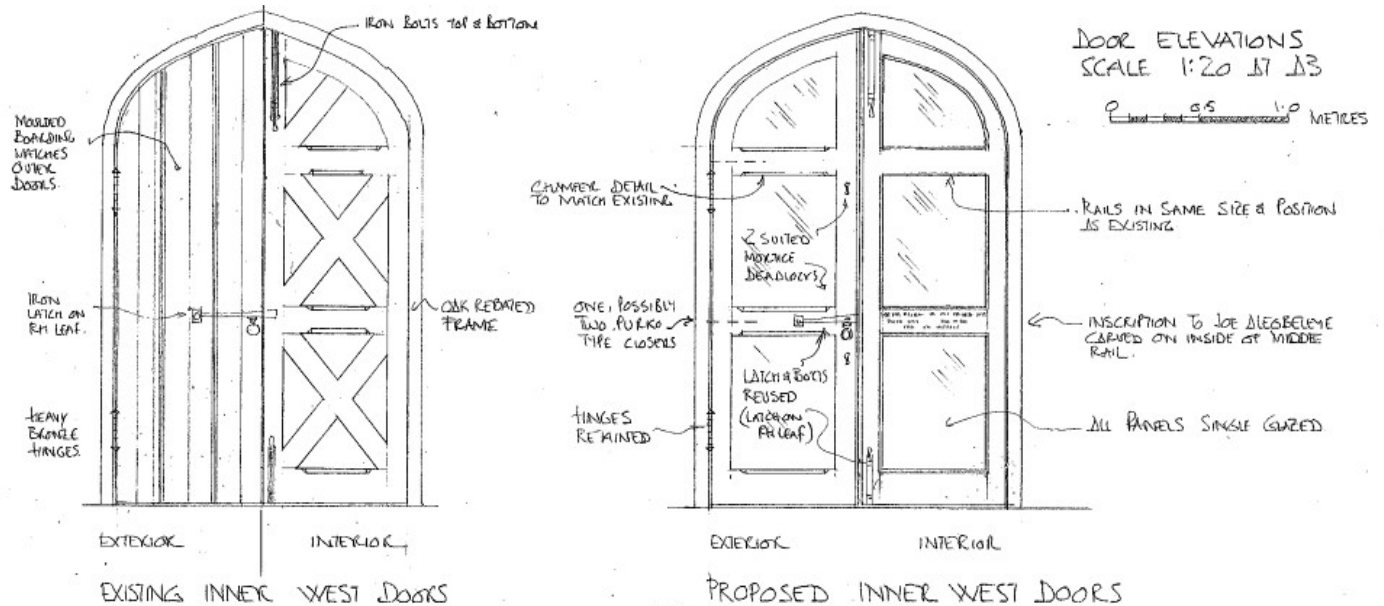 IRON BOLTS TOP & BOTTOM
MOULDED
BOARDING
MATCHES
OUTER
DOORS.
IRON
LATCH ON
RH LEAF.
HEAVY
BRONZE
HINGES.
OAK REBATED
FRAME
EXTERIOR
INTERIOR
EXISTING INNER WEST DOORS
DOOR ELEVATIONS
SCALE 1:20 AT A3
0 0.5 1.0 METRES
CHAMFER DETAIL
TO MATCH EXISTING
2 SUITED
MORTICE
DEADLOCKS
ONE, POSSIBLY
TWO PERKO
TYPE CLOSERS
LATCH & BOLTS
REUSED
(LATCH ON
RH LEAF)
HINGES
RETAINED
RAILS IN SAME SIZE & POSITION
AS EXISTING
INSCRIPTION TO JOE ALEGBELEYE
CARVED ON INSIDE OF MIDDLE
RAIL.
ALL PANELS SINGLE GLAZED
EXTERIOR
INTERIOR
PROPOSED INNER WEST DOORS